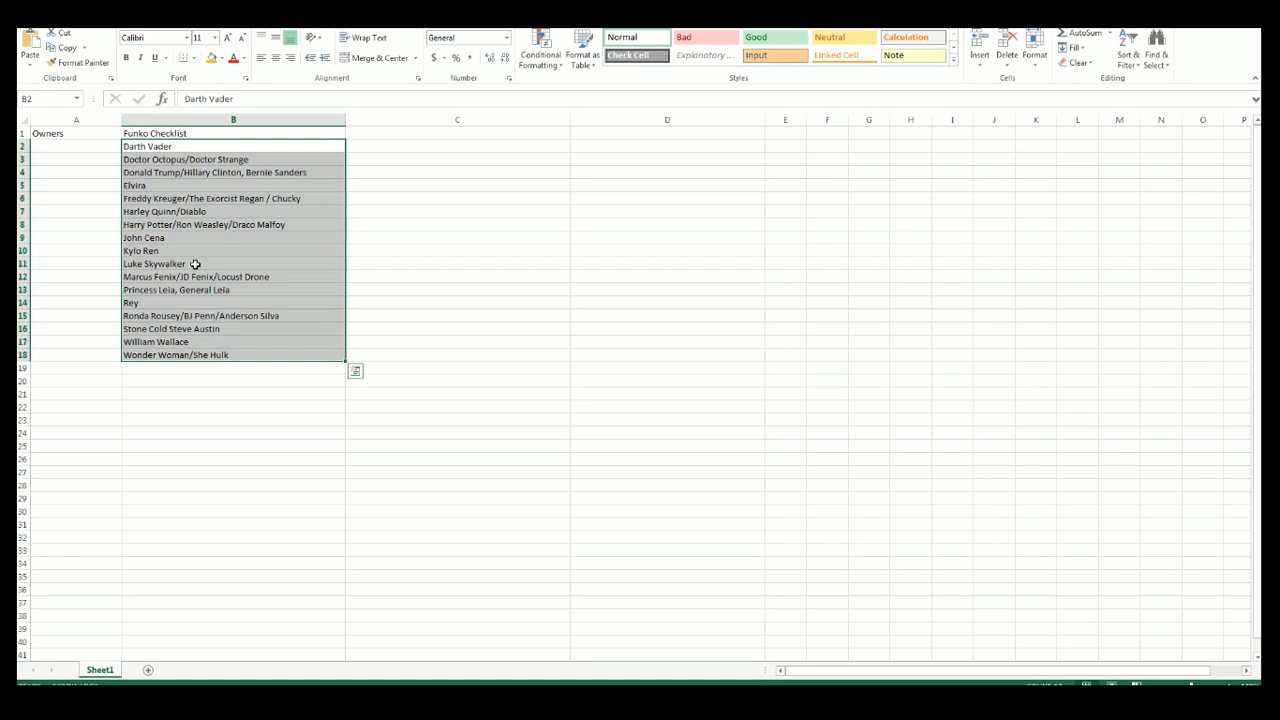 Cut
Calibri 11 A A Wrap Text General Normal Bad Good Neutral Calculation AutoSum
Paste Copy Conditional Formatting Format as Table Check Cell Explanatory ... Input Linked Cell Note Insert Delete Format Fill Sort & Filter Find & Select
Format Painter B I U A Merge & Center $ % , Clear
Clipboard Font Alignment Number Styles Cells Editing
B2 fx Darth Vader
A B C D E F G H I J K L M N O P
1 Owners Funko Checklist
2 Darth Vader
3 Doctor Octopus/Doctor Strange
4 Donald Trump/Hillary Clinton, Bernie Sanders
5 Elvira
6 Freddy Kreuger/The Exorcist Regan / Chucky
7 Harley Quinn/Diablo
8 Harry Potter/Ron Weasley/Draco Malfoy
9 John Cena
10 Kylo Ren
11 Luke Skywalker
12 Marcus Fenix/JD Fenix/Locust Drone
13 Princess Leia, General Leia
14 Rey
15 Ronda Rousey/BJ Penn/Anderson Silva
16 Stone Cold Steve Austin
17 William Wallace
18 Wonder Woman/She Hulk
19
20
21
22
23
24
25
26
27
28
29
30
31
32
33
34
35
36
37
38
39
40
41
Sheet1